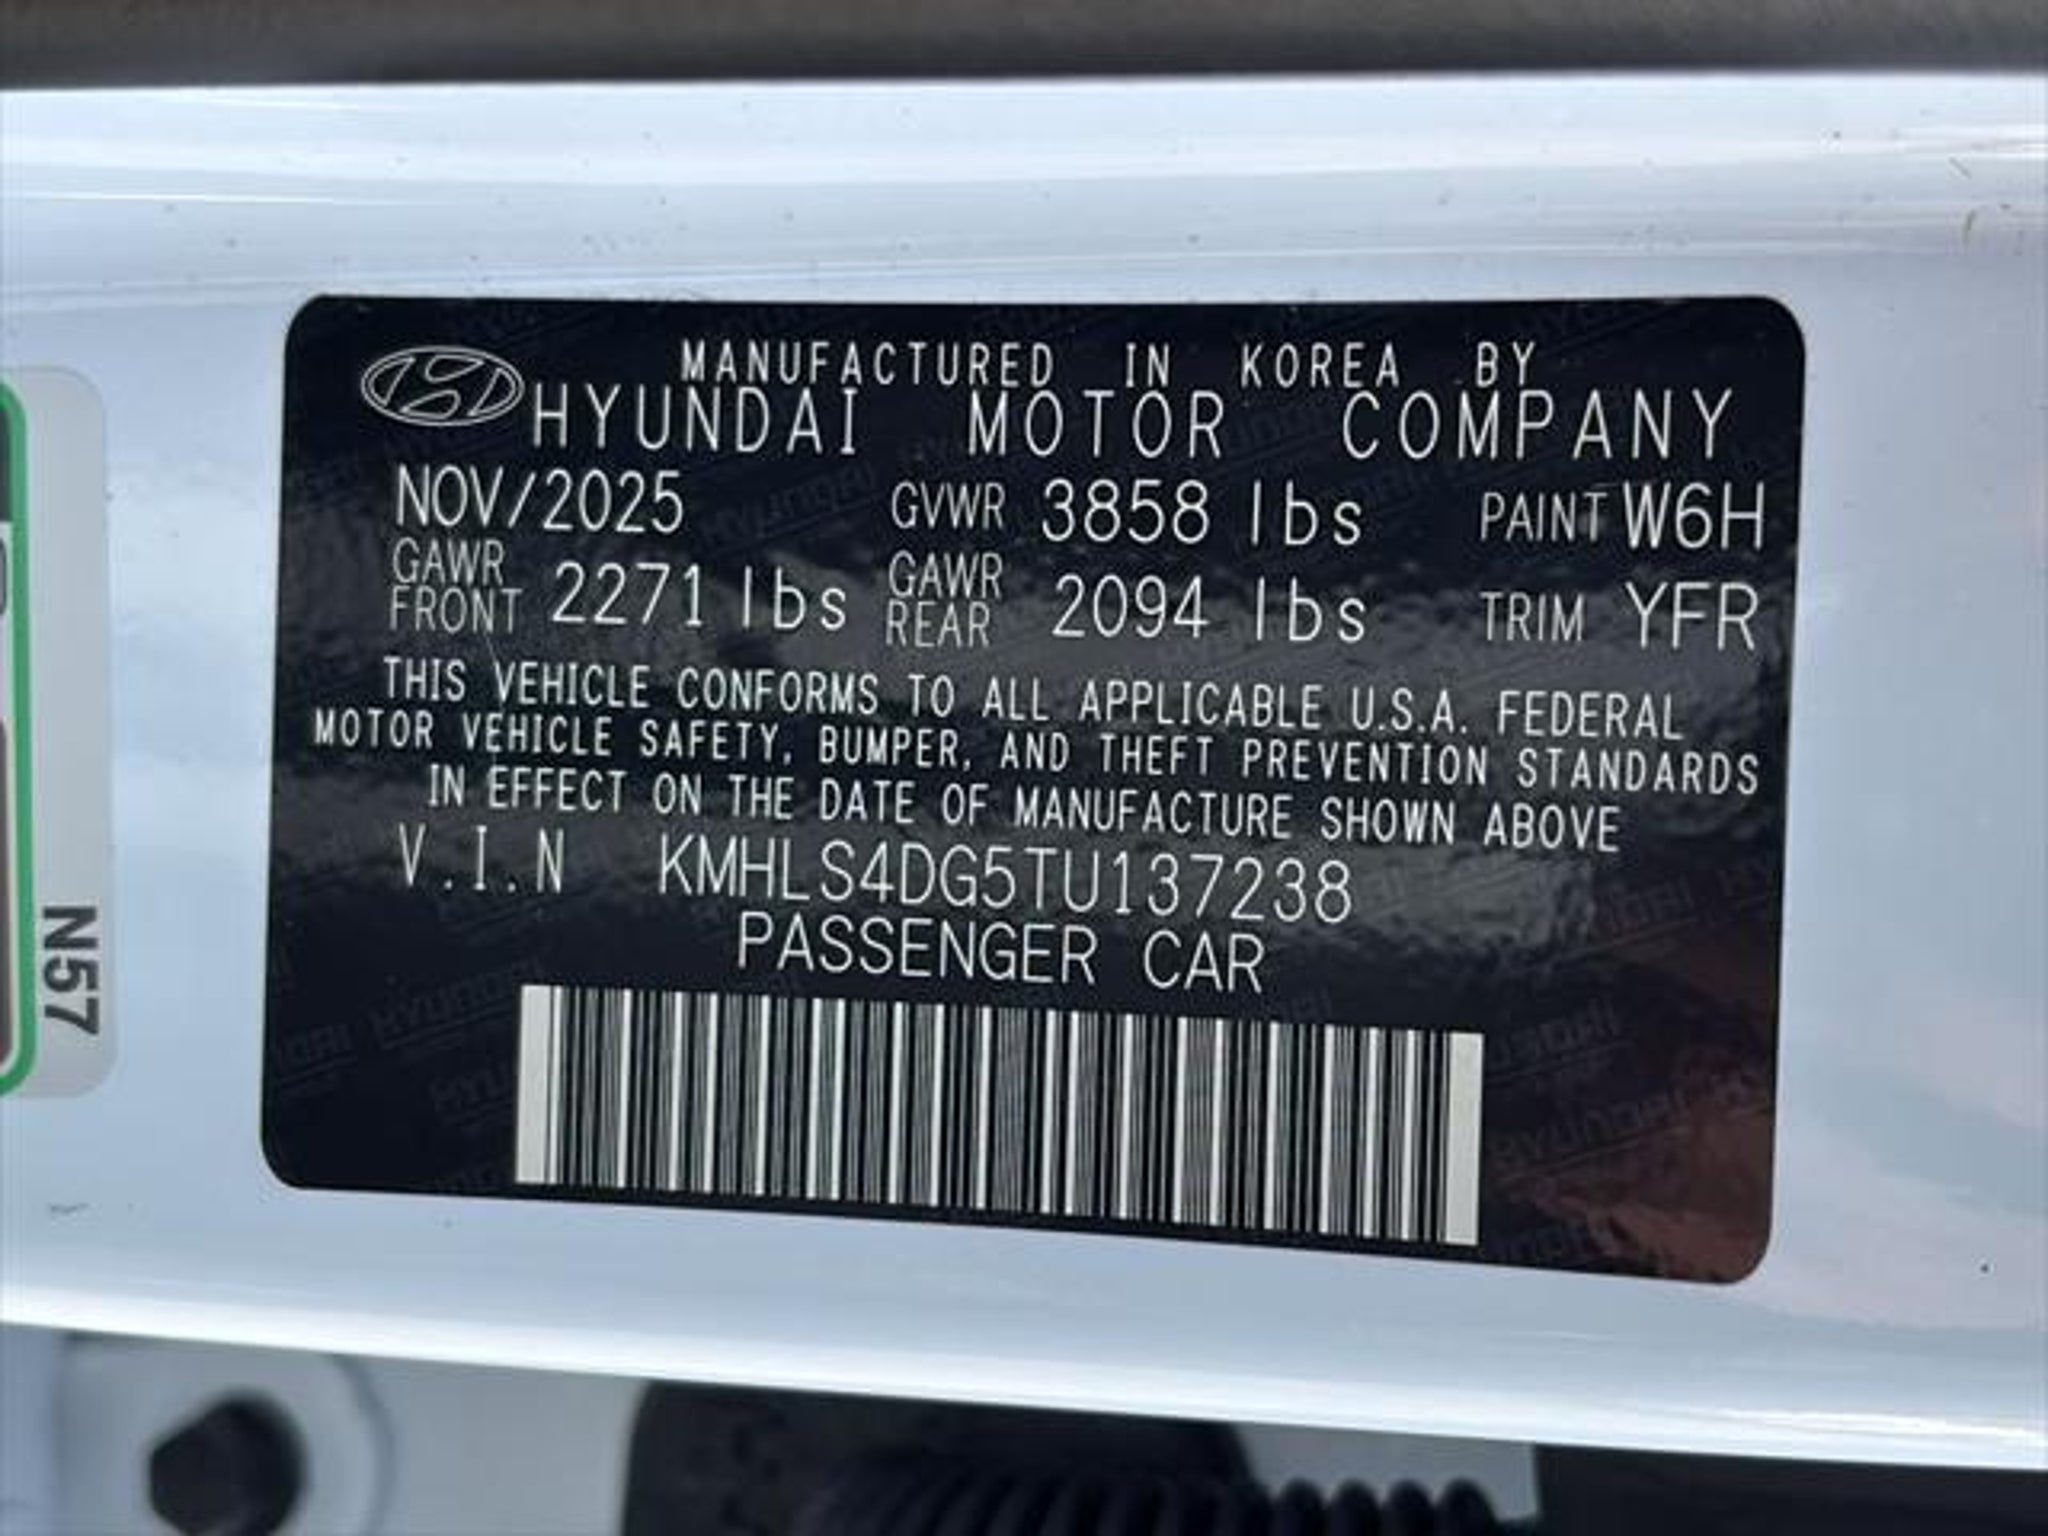 MANUFACTURED IN KOREA BY
HYUNDAI MOTOR COMPANY
NOV/2025 GVWR 3858 lbs PAINT W6H
GAWR FRONT 2271 lbs GAWR REAR 2094 lbs TRIM YFR
THIS VEHICLE CONFORMS TO ALL APPLICABLE U.S.A. FEDERAL
MOTOR VEHICLE SAFETY, BUMPER, AND THEFT PREVENTION STANDARDS
IN EFFECT ON THE DATE OF MANUFACTURE SHOWN ABOVE
V.I.N KMHLS4DG5TU137238
PASSENGER CAR
N57